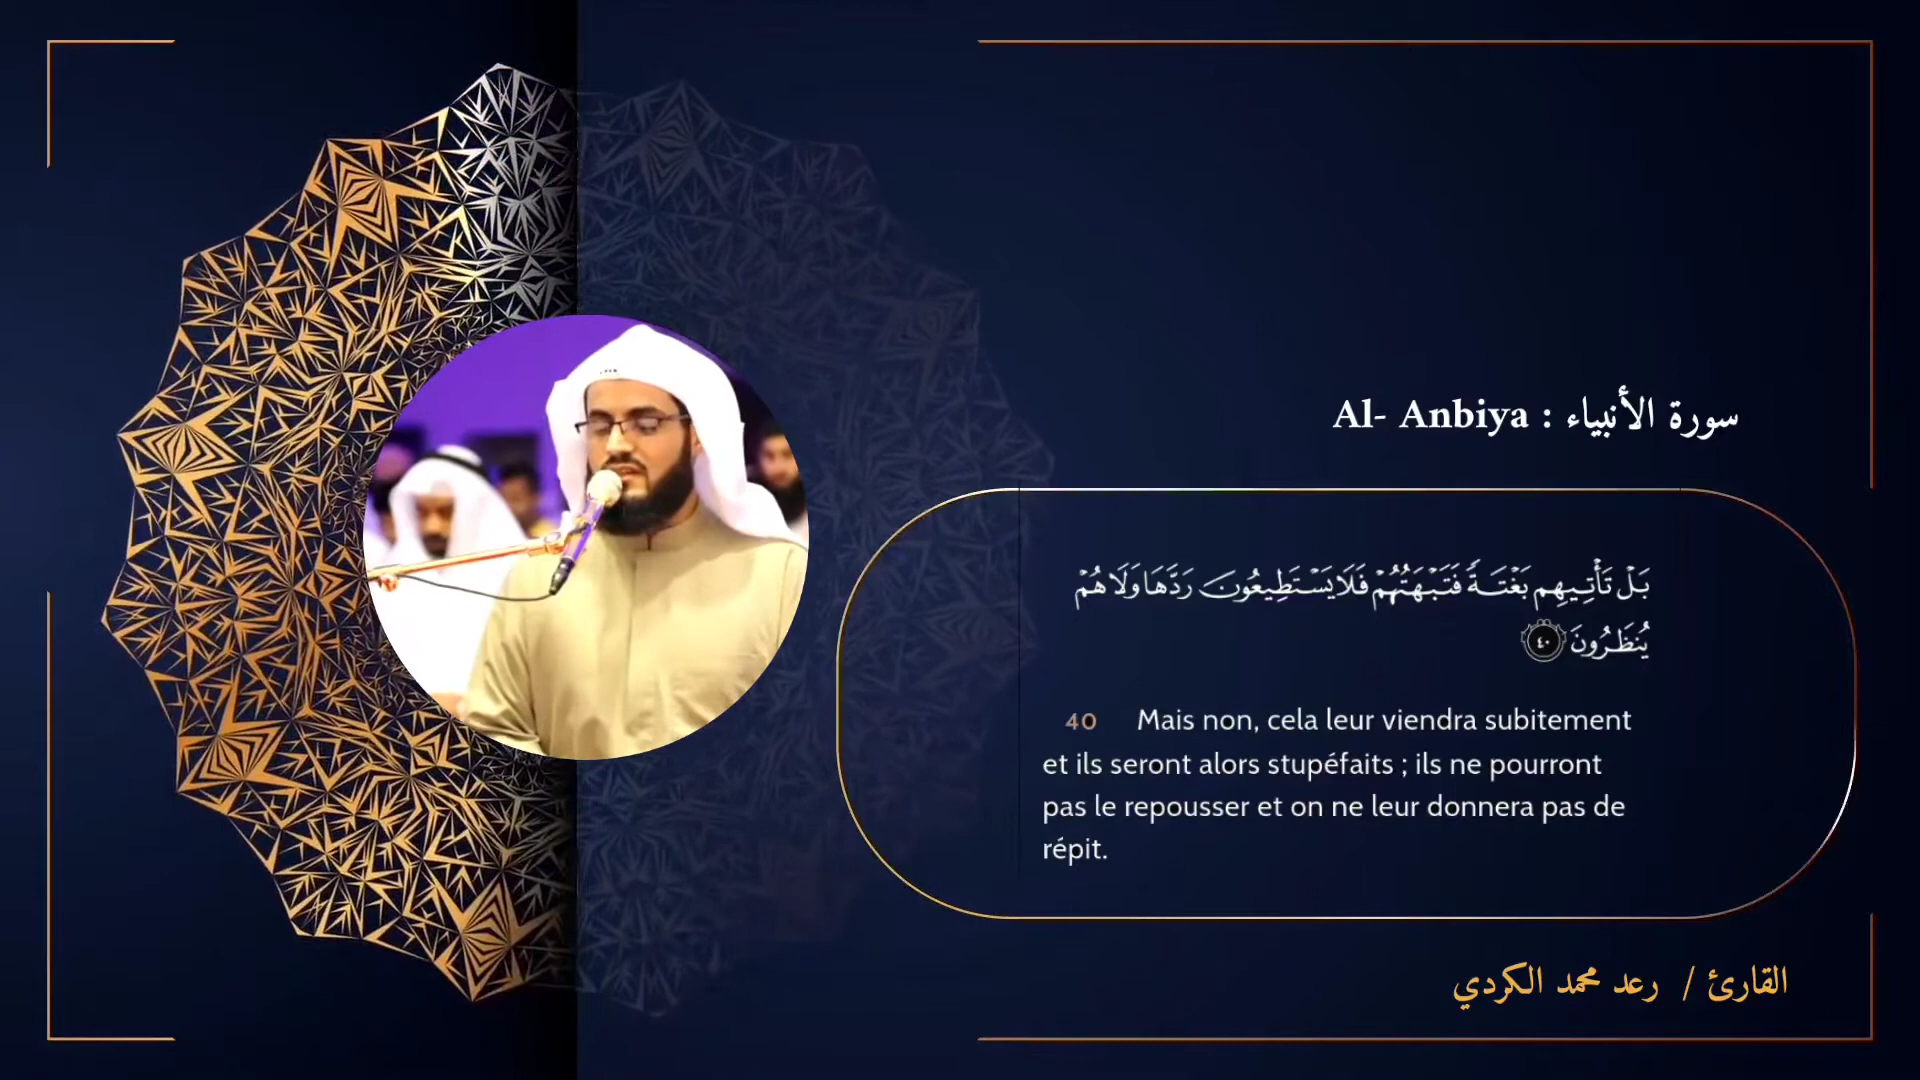 Al- Anbiya : سورة الأنبياء
بَلْ تَأْتِيهِم بَغْتَةً فَتَبْهَتُهُمْ فَلَا يَسْتَطِيعُونَ رَدَّهَا وَلَا هُمْ
يُنظَرُونَ ٤٠
40 Mais non, cela leur viendra subitement
et ils seront alors stupéfaits ; ils ne pourront
pas le repousser et on ne leur donnera pas de
répit.
القارئ / رعد محمد الكردي